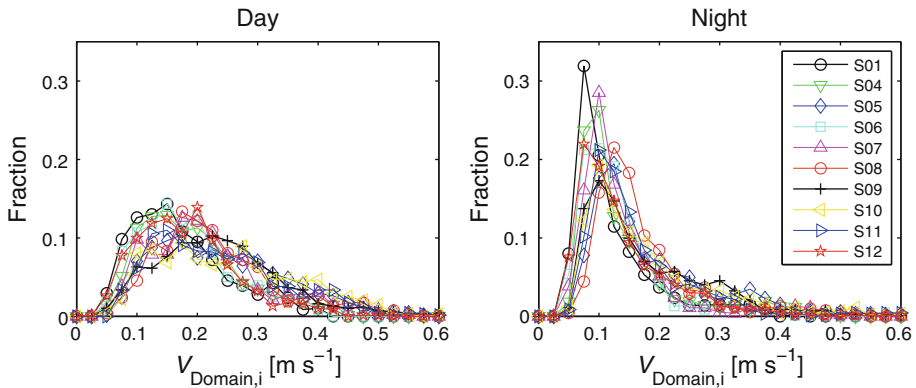 Day
Night
Fraction
0.3
0.2
0.1
0
0
0.1
0.2
0.3
0.4
0.5
0.6
V Domain,i [m s⁻¹]
Fraction
0.3
0.2
0.1
0
0
0.1
0.2
0.3
0.4
0.5
0.6
V Domain,i [m s⁻¹]
S01
S04
S05
S06
S07
S08
S09
S10
S11
S12